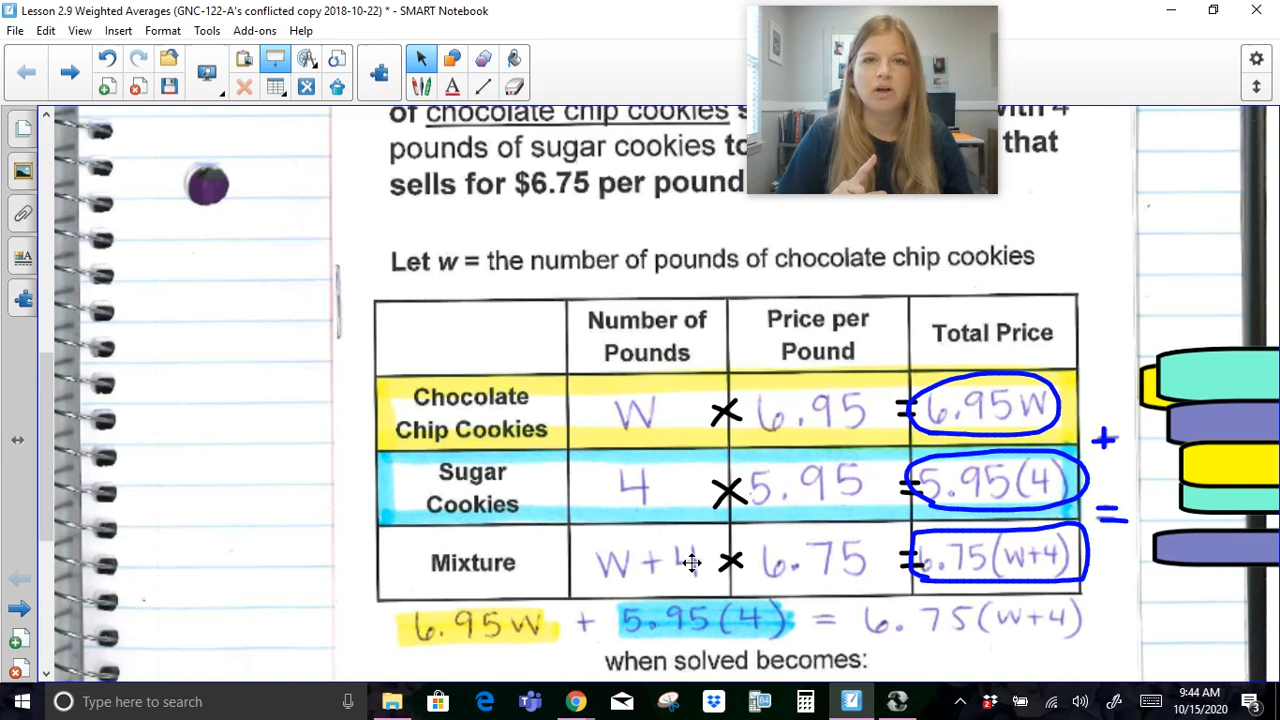 Lesson 2.9 Weighted Averages (GNC-122-A's conflicted copy 2018-10-22) * - SMART Notebook
File Edit View Insert Format Tools Add-ons Help
of chocolate chip cookies with 4
pounds of sugar cookies that
sells for $6.75 per pound
Let w = the number of pounds of chocolate chip cookies
Number of Pounds
Price per Pound
Total Price
Chocolate Chip Cookies W × 6.95 = 6.95W
+
Sugar Cookies 4 × 5.95 = 5.95(4)
=
Mixture W+4 × 6.75 = 6.75(W+4)
6.95W + 5.95(4) = 6.75(W+4)
when solved becomes:
Type here to search
9:44 AM
10/15/2020